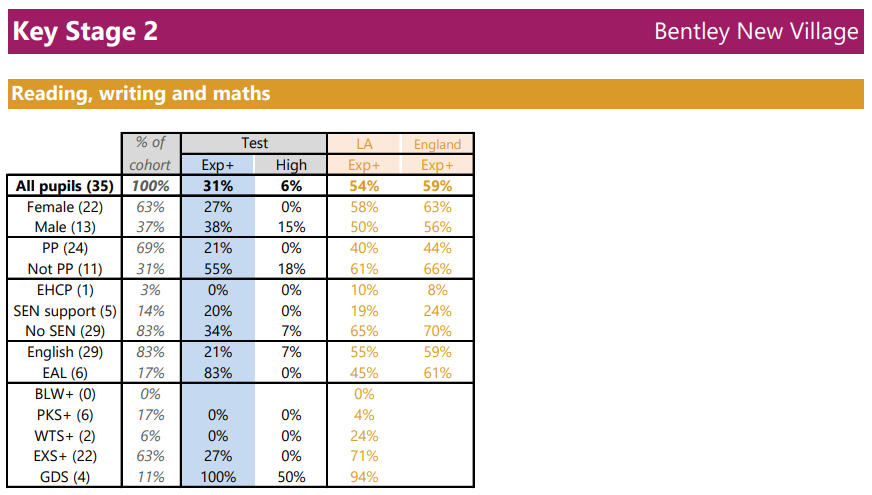 Key Stage 2 Bentley New Village
Reading, writing and maths
% of cohort Test LA England
Exp+ High Exp+ Exp+
All pupils (35) 100% 31% 6% 54% 59%
Female (22) 63% 27% 0% 58% 63%
Male (13) 37% 38% 15% 50% 56%
PP (24) 69% 21% 0% 40% 44%
Not PP (11) 31% 55% 18% 61% 66%
EHCP (1) 3% 0% 0% 10% 8%
SEN support (5) 14% 20% 0% 19% 24%
No SEN (29) 83% 34% 7% 65% 70%
English (29) 83% 21% 7% 55% 59%
EAL (6) 17% 83% 0% 45% 61%
BLW+ (0) 0% 0%
PKS+ (6) 17% 0% 0% 4%
WTS+ (2) 6% 0% 0% 24%
EXS+ (22) 63% 27% 0% 71%
GDS (4) 11% 100% 50% 94%